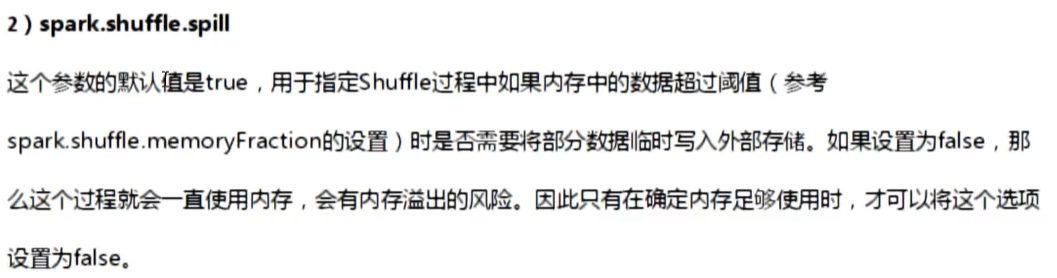 2）spark.shuffle.spill
这个参数的默认值是true，用于指定Shuffle过程中如果内存中的数据超过阈值（参考
spark.shuffle.memoryFraction的设置）时是否需要将部分数据临时写入外部存储。如果设置为false，那
么这个过程就会一直使用内存，会有内存溢出的风险。因此只有在确定内存足够使用时，才可以将这个选项
设置为false。